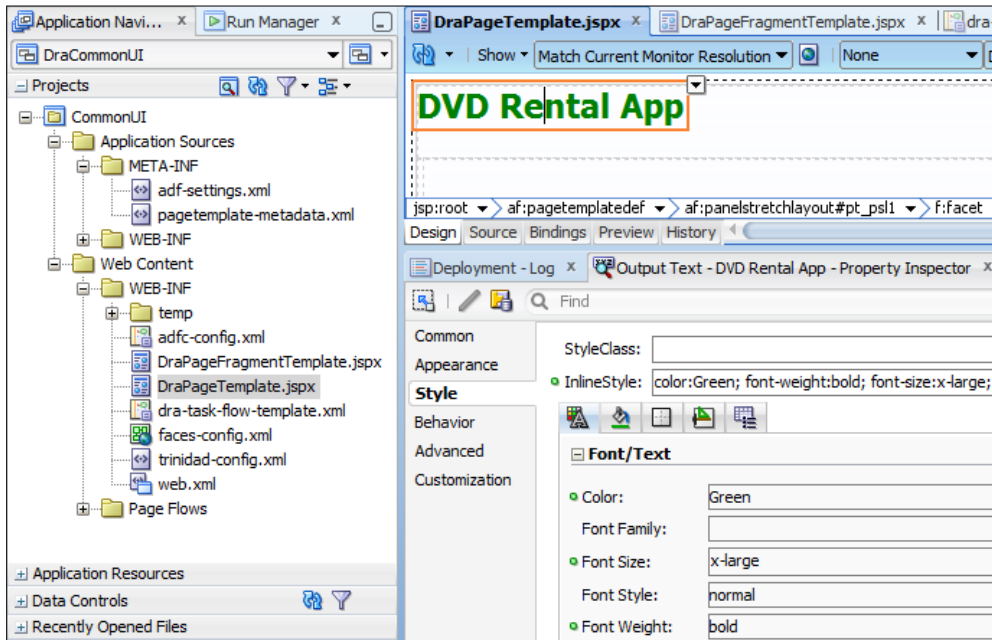 Application Navi... x Run Manager x
DraCommonUI
Projects
CommonUI
Application Sources
META-INF
adf-settings.xml
pagetemplate-metadata.xml
WEB-INF
Web Content
WEB-INF
temp
adfc-config.xml
DraPageFragmentTemplate.jspx
DraPageTemplate.jspx
dra-task-flow-template.xml
faces-config.xml
trinidad-config.xml
web.xml
Page Flows
Application Resources
Data Controls
Recently Opened Files
DraPageTemplate.jspx x DraPageFragmentTemplate.jspx x dra-
Show Match Current Monitor Resolution None
DVD Rental App
jsp:root af:pagetemplatedef af:panelstretchlayout#pt_psl1 f:facet
Design Source Bindings Preview History
Deployment - Log x Output Text - DVD Rental App - Property Inspector x
Find
Common
Appearance
Style
Behavior
Advanced
Customization
StyleClass:
InlineStyle: color:Green; font-weight:bold; font-size:x-large;
Font/Text
Color: Green
Font Family:
Font Size: x-large
Font Style: normal
Font Weight: bold